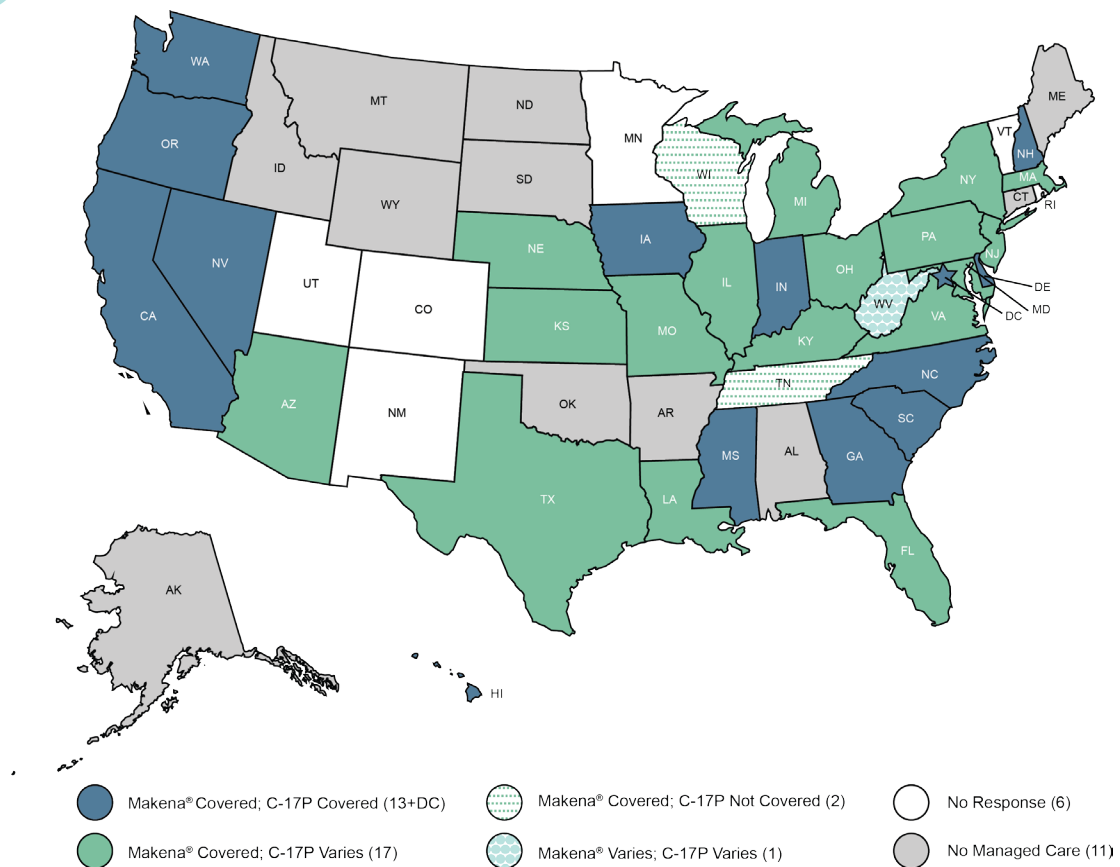 WA
MT
ND
MN
ME
VT
OR
ID
SD
WI
NH
WY
MI
NY
MA
CT
RI
IA
NE
PA
NV
UT
CO
IL
IN
OH
NJ
CA
WV
DE
MD
DC
VA
KS
MO
KY
NC
AZ
NM
OK
AR
TN
SC
MS
AL
GA
TX
LA
FL
AK
HI
Makena® Covered; C-17P Covered (13+DC)
Makena® Covered; C-17P Not Covered (2)
No Response (6)
Makena® Covered; C-17P Varies (17)
Makena® Varies; C-17P Varies (1)
No Managed Care (11)